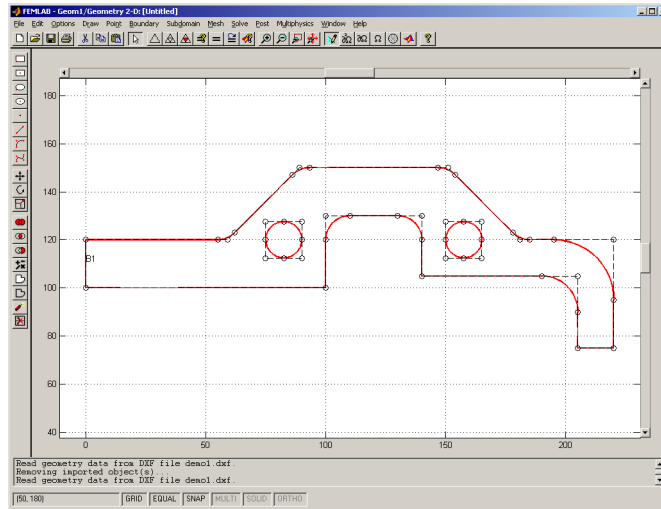 FEMLAB - Geom1/Geometry 2-D: [Untitled]
File Edit Options Draw Point Boundary Subdomain Mesh Solve Post Multiphysics Window Help
180
160
140
120
100
80
60
40
B1
0 50 100 150 200
Read geometry data from DXF file demo1.dxf.
Removing imported object(s)...
Read geometry data from DXF file demo1.dxf.
(50, 180) GRID EQUAL SNAP MULTI SOLID ORTHO